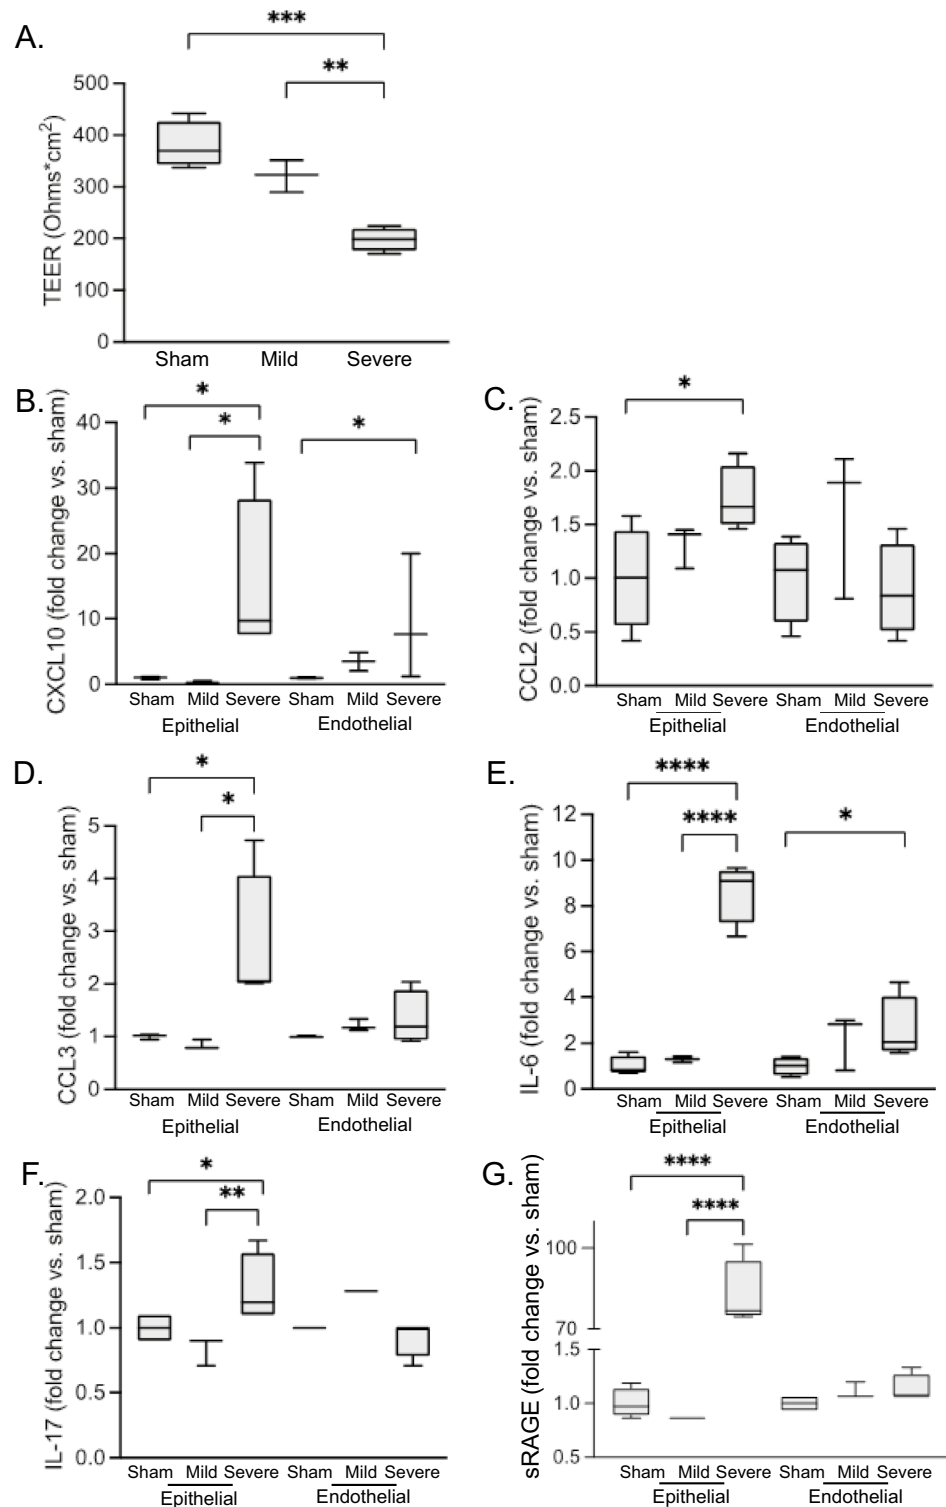 A.
***
**
TEER (Ohms*cm²)
500
400
300
200
100
0
Sham Mild Severe
B.
*
*
*
CXCL10 (fold change vs. sham)
40
30
20
10
0
Sham Mild Severe Sham Mild Severe
Epithelial Endothelial
C.
*
CCL2 (fold change vs. sham)
2.5
2.0
1.5
1.0
0.5
0.0
Sham Mild Severe Sham Mild Severe
Epithelial Endothelial
D.
*
*
CCL3 (fold change vs. sham)
5
4
3
2
1
0
Sham Mild Severe Sham Mild Severe
Epithelial Endothelial
E.
****
****
*
IL-6 (fold change vs. sham)
12
10
8
6
4
2
0
Sham Mild Severe Sham Mild Severe
Epithelial Endothelial
F.
*
**
IL-17 (fold change vs. sham)
2.0
1.5
1.0
0.5
0.0
Sham Mild Severe Sham Mild Severe
Epithelial Endothelial
G.
****
****
sRAGE (fold change vs. sham)
100
70
1.5
1.0
0.5
Sham Mild Severe Sham Mild Severe
Epithelial Endothelial